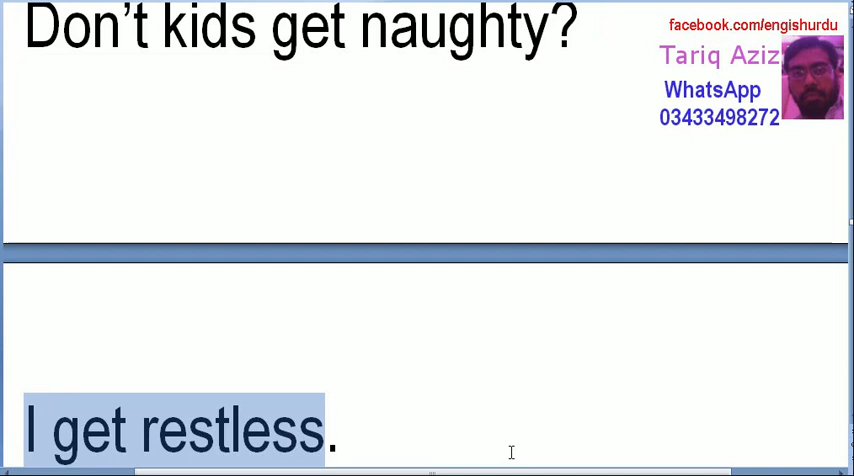 Don't kids get naughty?
facebook.com/engishurdu
Tariq Aziz
WhatsApp
03433498272
I get restless.